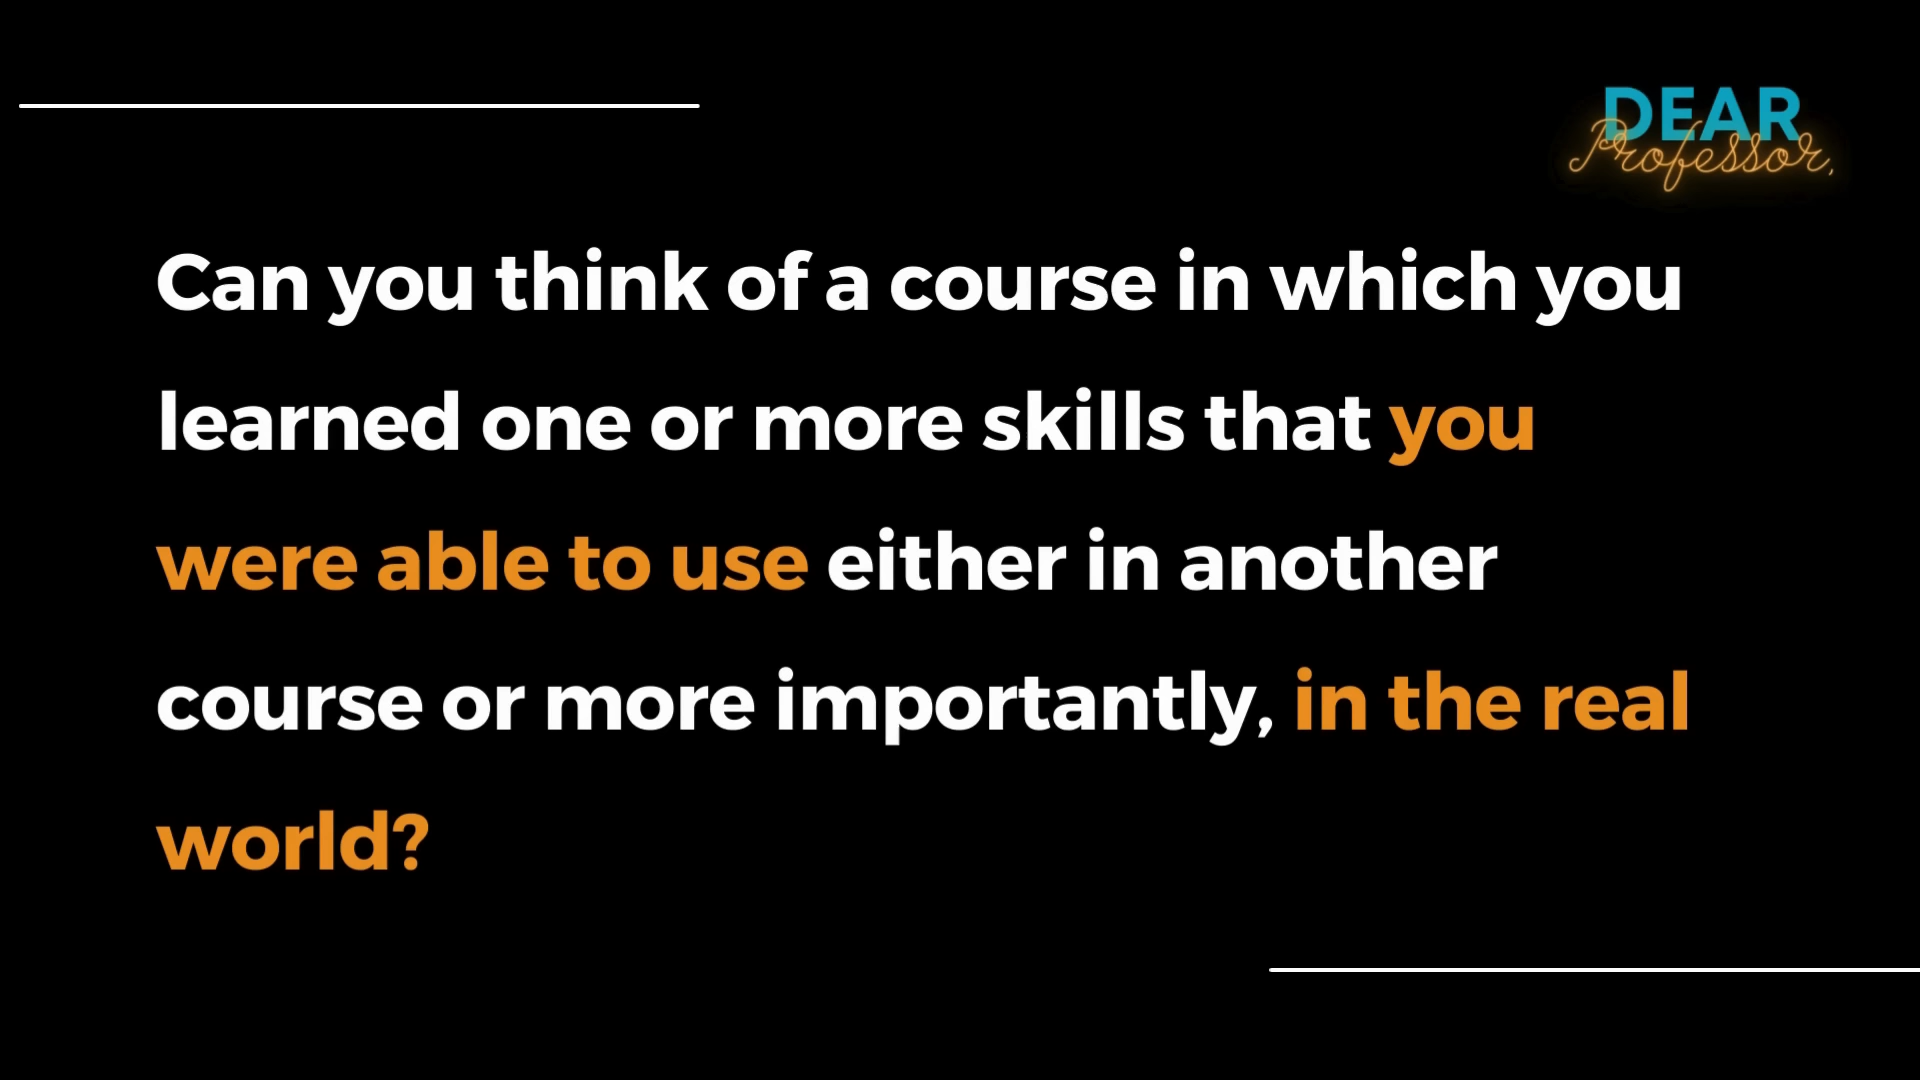 DEAR
Professor,
Can you think of a course in which you
learned one or more skills that you
were able to use either in another
course or more importantly, in the real
world?